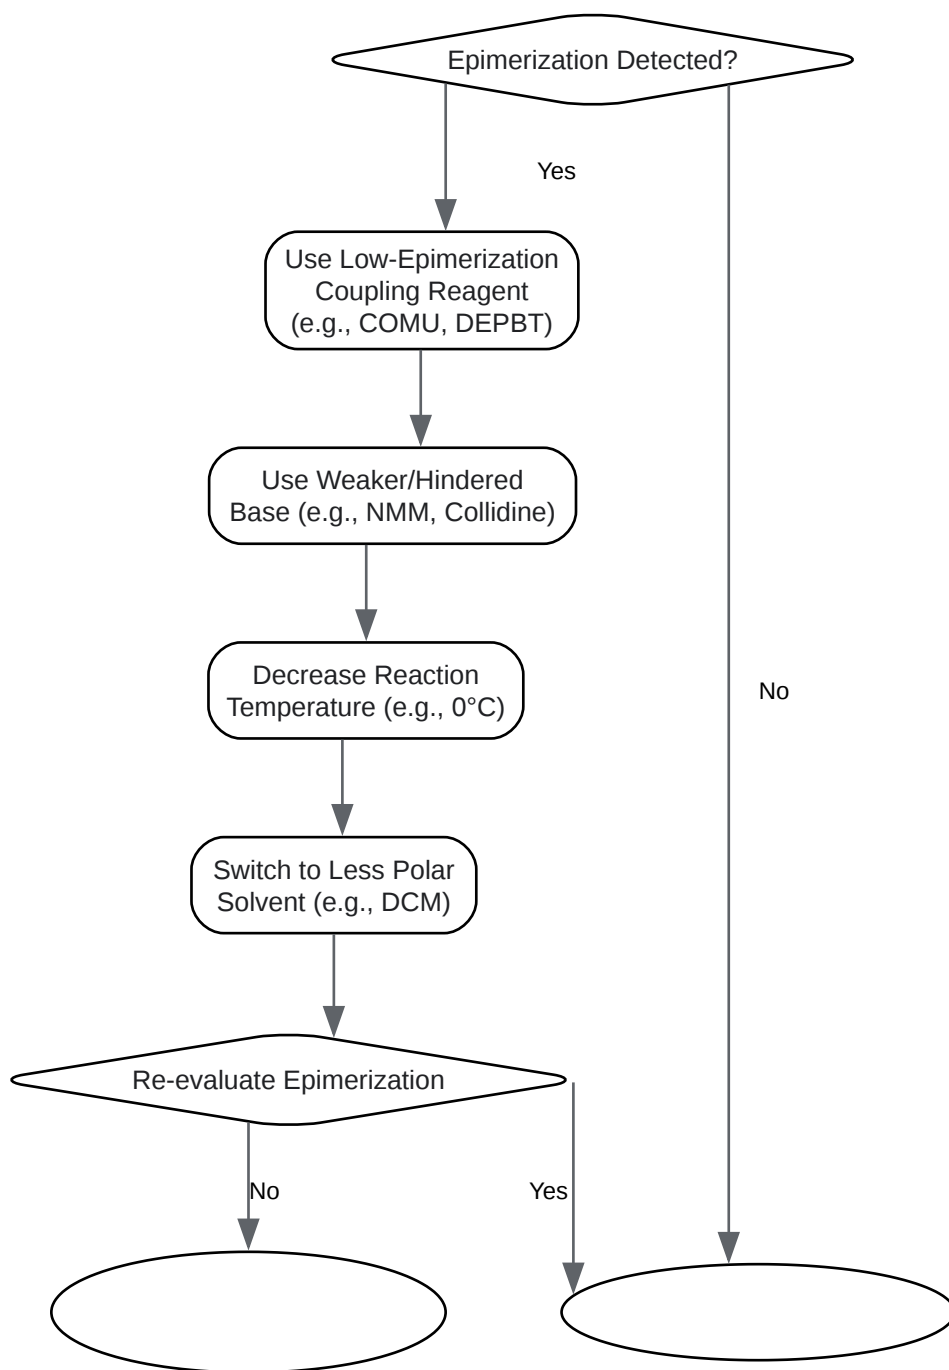 Epimerization Detected?
Yes
Use Low-Epimerization
Coupling Reagent
(e.g., COMU, DEPBT)
Use Weaker/Hindered
Base (e.g., NMM, Collidine)
Decrease Reaction
Temperature (e.g., 0°C)
No
Switch to Less Polar
Solvent (e.g., DCM)
Re-evaluate Epimerization
No
Yes